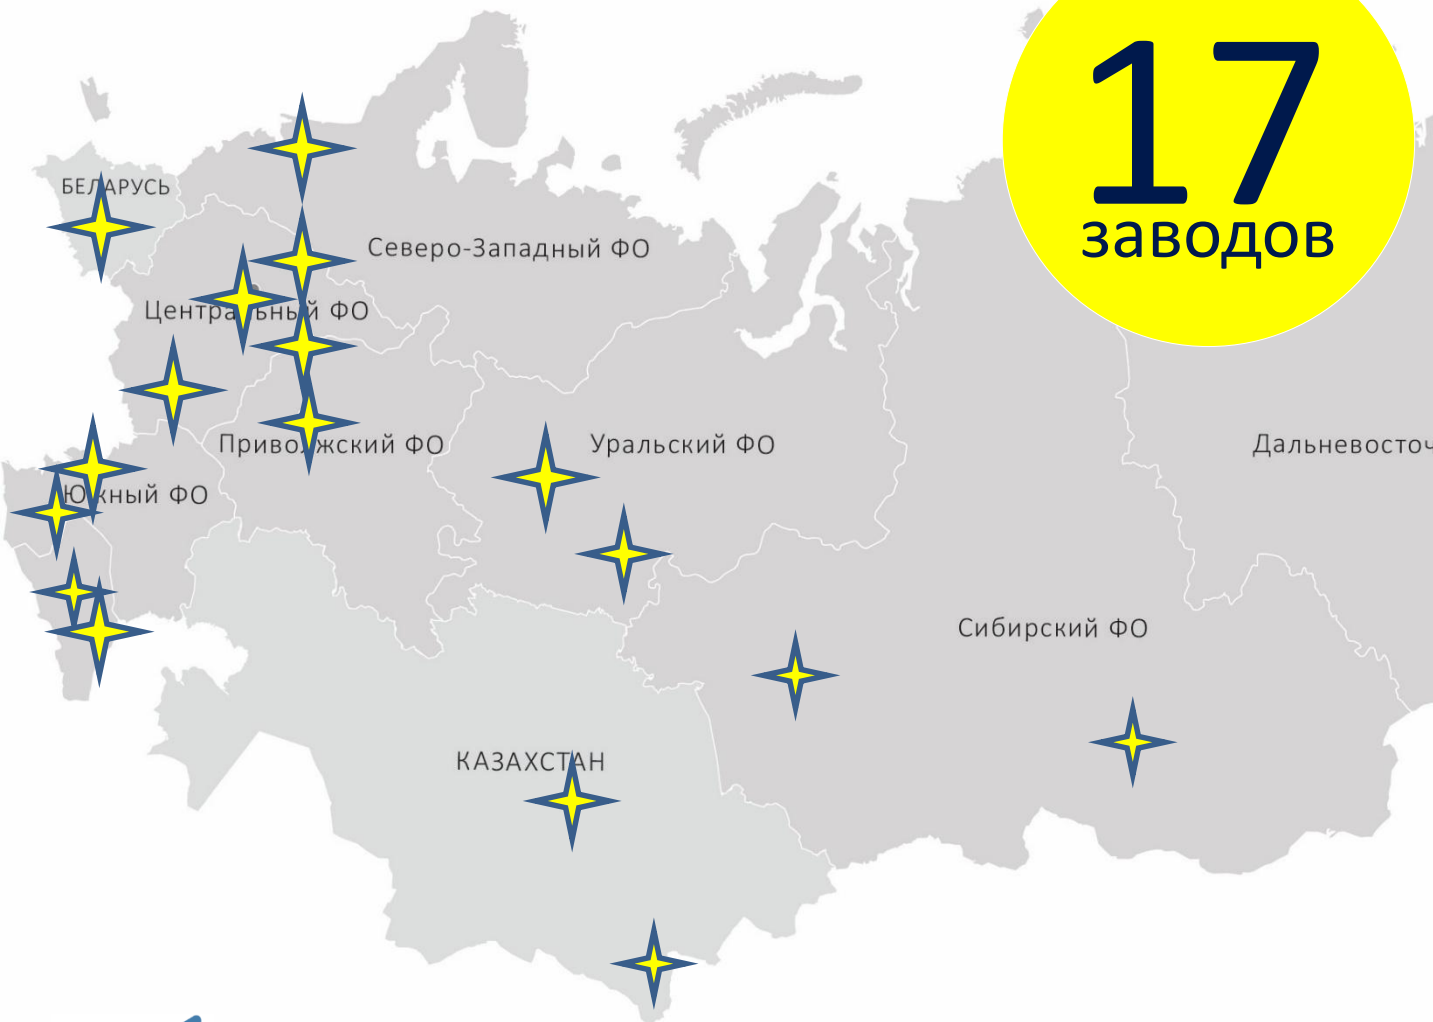 17
заводов
БЕЛАРУСЬ
Северо-Западный ФО
Центральный ФО
Приволжский ФО
Уральский ФО
Дальневосточ
Южный ФО
Сибирский ФО
КАЗАХСТАН